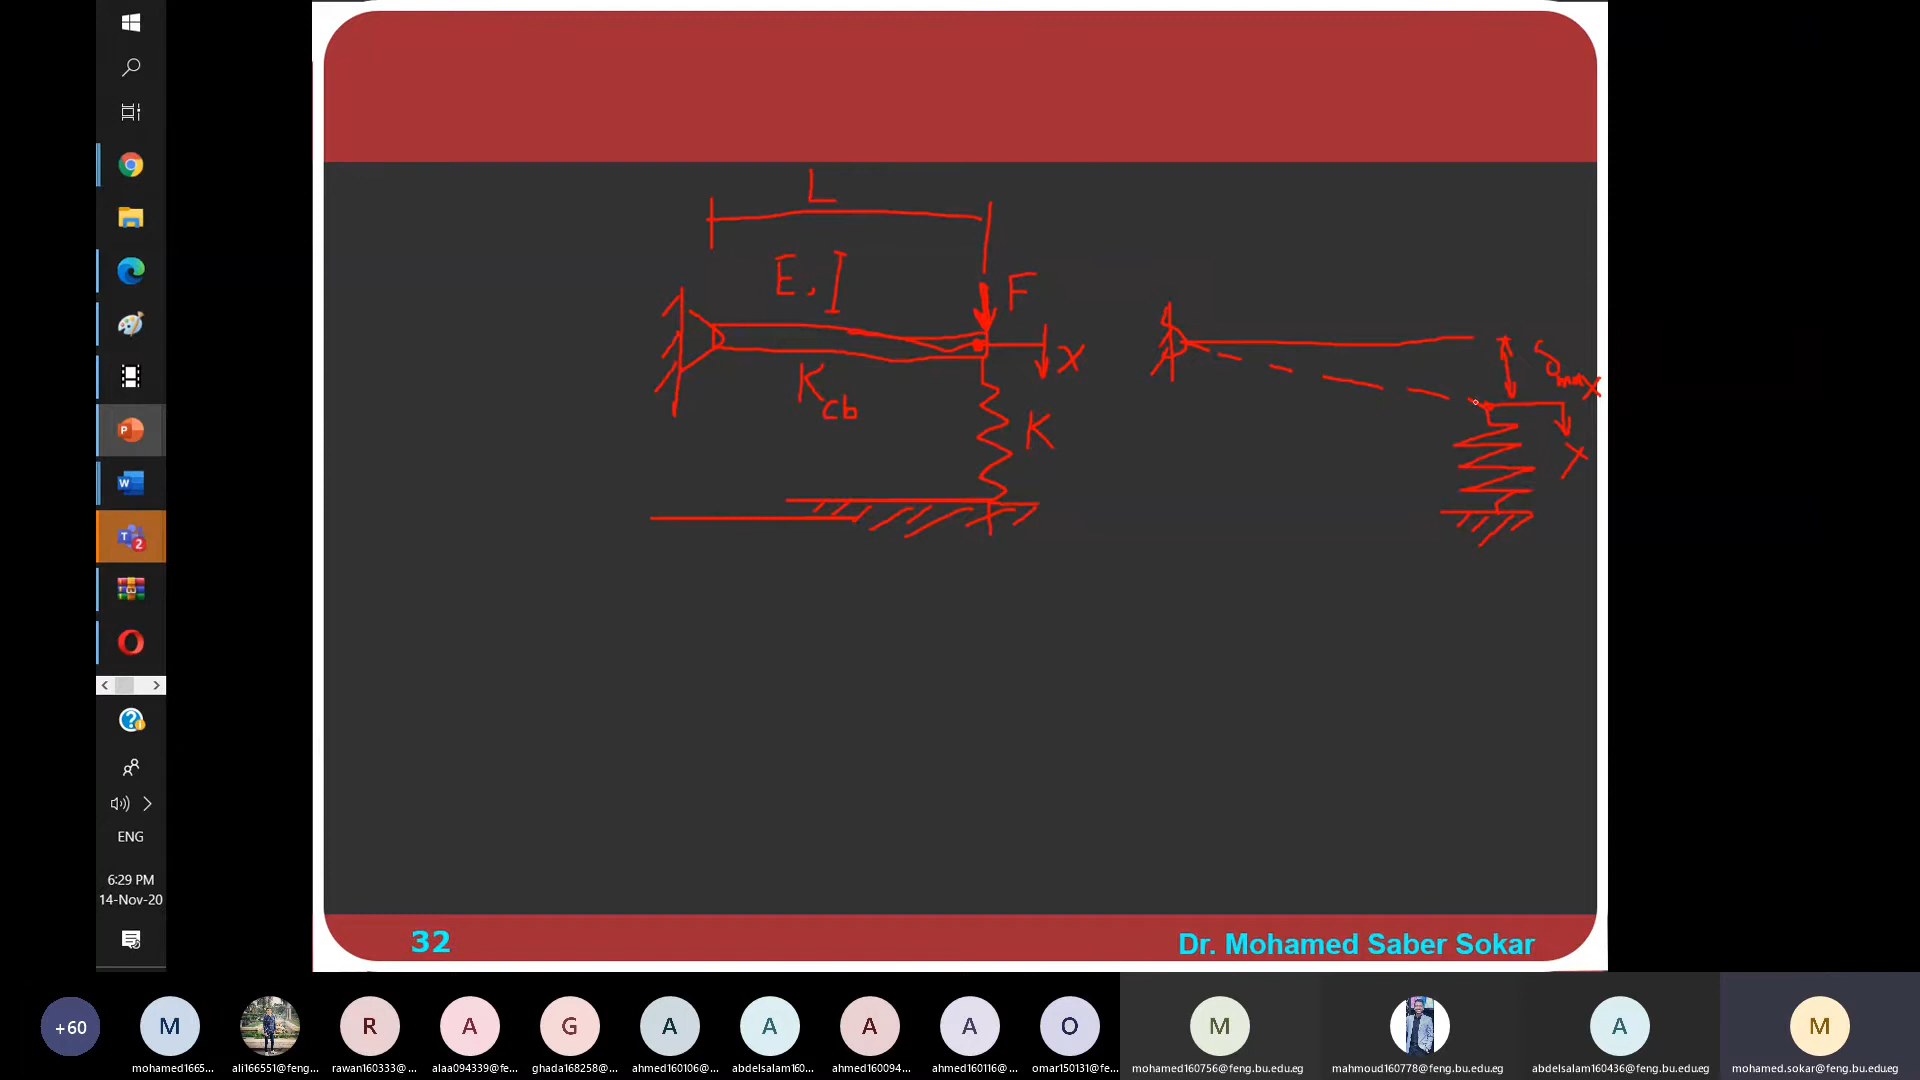 L
E, I
F
x
K
cb
K
δmax
x
ENG
6:29 PM
14-Nov-20
32
Dr. Mohamed Saber Sokar
+60
M
R
A
G
A
A
A
A
O
M
A
M
mohamed1665...
ali166551@feng...
rawan160333@...
alaa094339@fe...
ghada168258@...
ahmed160106@...
abdelsalam160...
ahmed160094...
ahmed160116@...
omar150131@fe...
mohamed160756@feng.bu.edu.eg
mahmoud160778@feng.bu.edu.eg
abdelsalam160436@feng.bu.edu.eg
mohamed.sokar@feng.bu.edu.eg